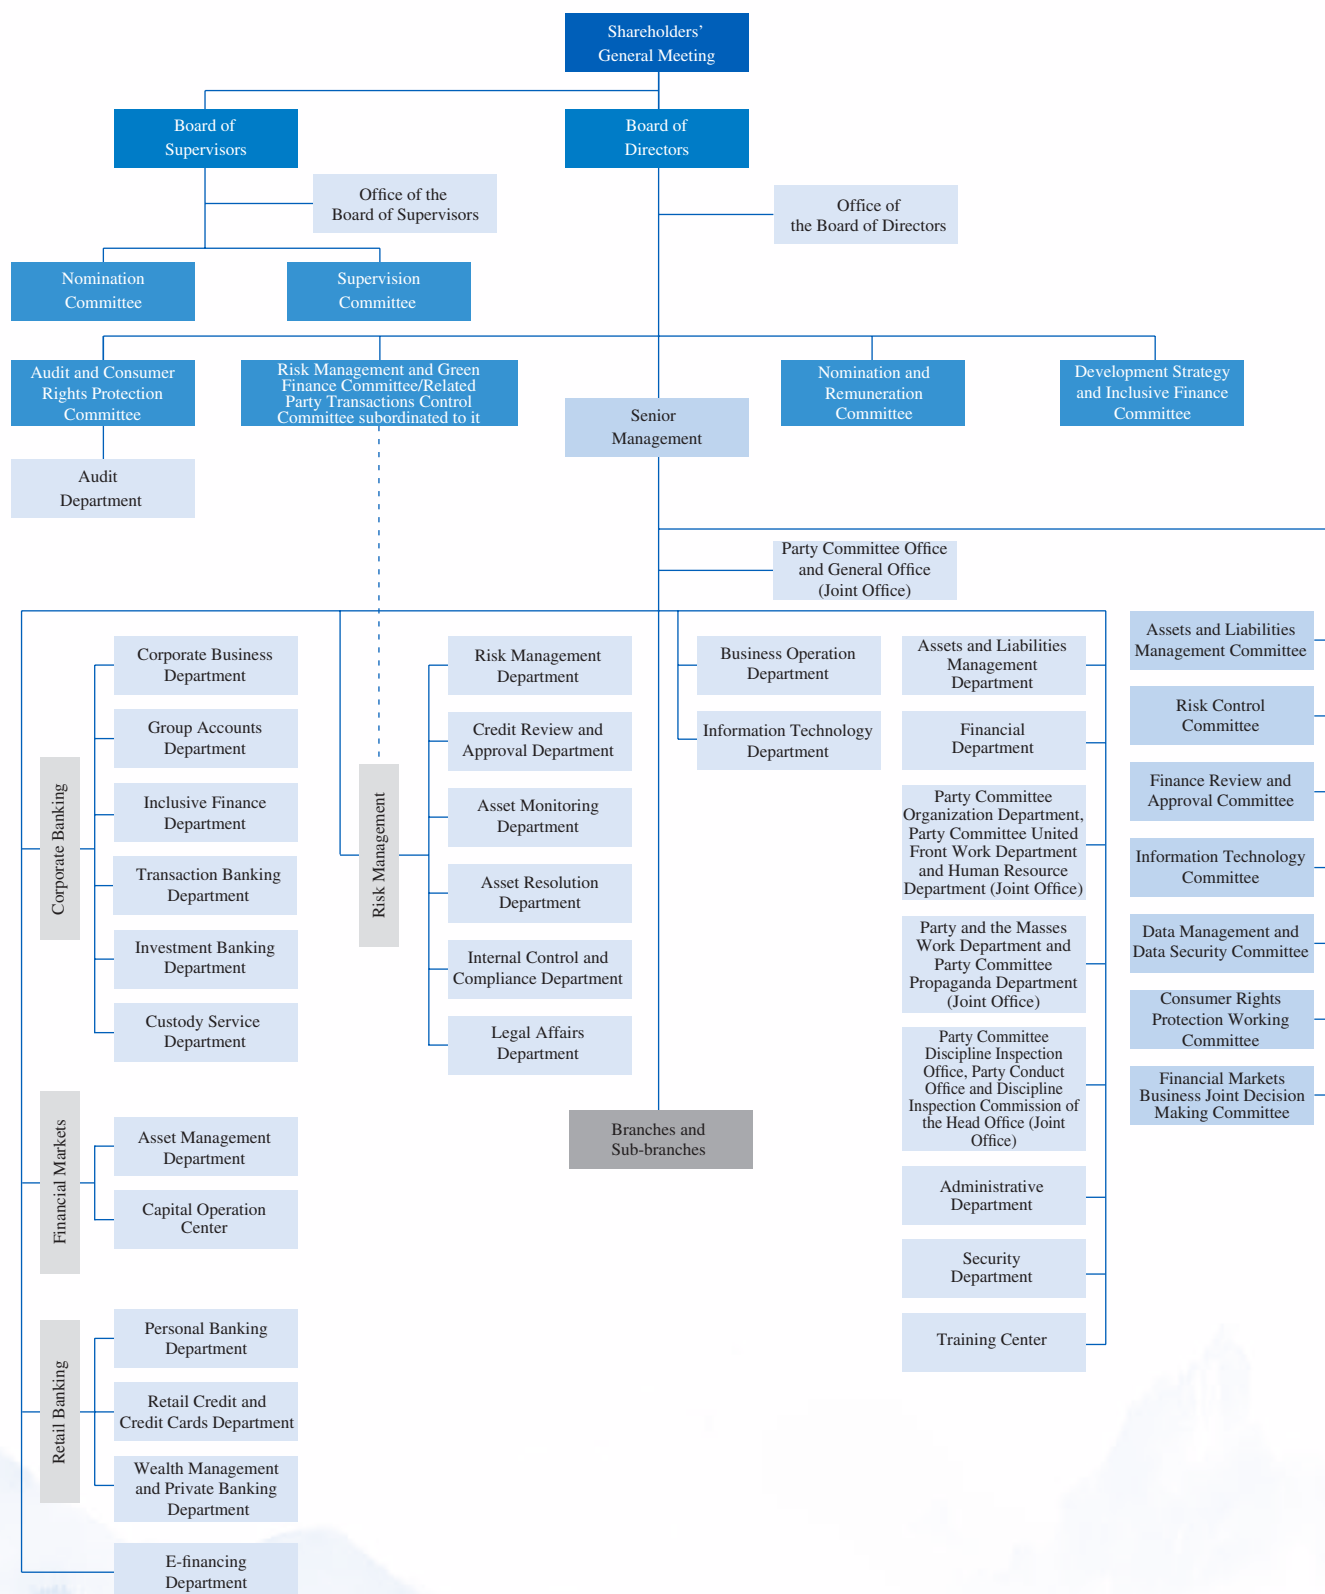 Shareholders'
General Meeting
Board of
Supervisors
Board of
Directors
Office of the
Board of Supervisors
Office of
the Board of Directors
Nomination
Committee
Supervision
Committee
Audit and Consumer
Rights Protection
Committee
Risk Management and Green
Finance Committee/Related
Party Transactions Control
Committee subordinated to it
Senior
Management
Nomination and
Remuneration
Committee
Development Strategy
and Inclusive Finance
Committee
Audit
Department
Party Committee Office
and General Office
(Joint Office)
Corporate Banking
Corporate Business
Department
Group Accounts
Department
Inclusive Finance
Department
Transaction Banking
Department
Investment Banking
Department
Custody Service
Department
Financial Markets
Asset Management
Department
Capital Operation
Center
Retail Banking
Personal Banking
Department
Retail Credit and
Credit Cards Department
Wealth Management
and Private Banking
Department
E-financing
Department
Risk Management
Risk Management
Department
Credit Review and
Approval Department
Asset Monitoring
Department
Asset Resolution
Department
Internal Control and
Compliance Department
Legal Affairs
Department
Branches and
Sub-branches
Business Operation
Department
Information Technology
Department
Assets and Liabilities
Management
Department
Financial
Department
Party Committee
Organization Department,
Party Committee United
Front Work Department
and Human Resource
Department (Joint Office)
Party and the Masses
Work Department and
Party Committee
Propaganda Department
(Joint Office)
Party Committee
Discipline Inspection
Office, Party Conduct
Office and Discipline
Inspection Commission of
the Head Office (Joint
Office)
Administrative
Department
Security
Department
Training Center
Assets and Liabilities
Management Committee
Risk Control
Committee
Finance Review and
Approval Committee
Information Technology
Committee
Data Management and
Data Security Committee
Consumer Rights
Protection Working
Committee
Financial Markets
Business Joint Decision
Making Committee